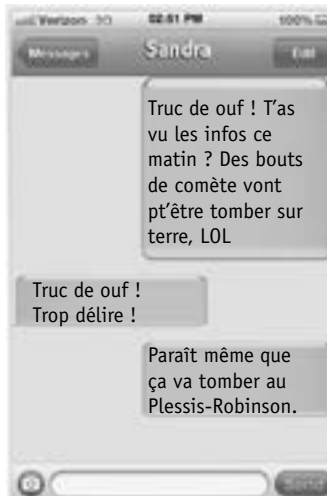 Verizon 3G 02:51 PM 100%
Messages Sandra Edit
Truc de ouf ! T’as
vu les infos ce
matin ? Des bouts
de comète vont
pt’être tomber sur
terre, LOL
Truc de ouf !
Trop délire !
Paraît même que
ça va tomber au
Plessis-Robinson.
Send